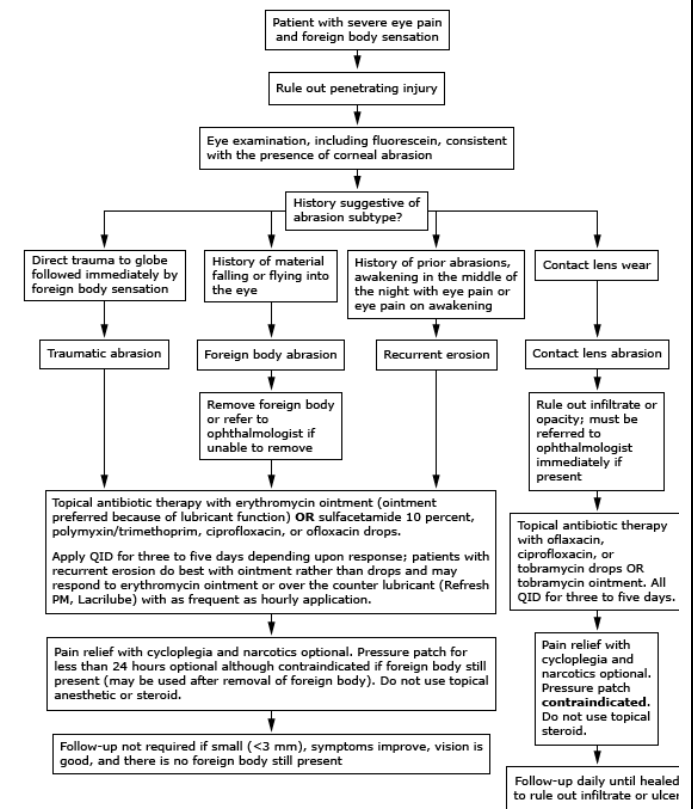 Patient with severe eye pain
and foreign body sensation
Rule out penetrating injury
Eye examination, including fluorescein, consistent
with the presence of corneal abrasion
History suggestive of
abrasion subtype?
Direct trauma to globe
followed immediately by
foreign body sensation
History of material
falling or flying into
the eye
History of prior abrasions,
awakening in the middle of
the night with eye pain or
eye pain on awakening
Contact lens wear
Traumatic abrasion
Foreign body abrasion
Recurrent erosion
Contact lens abrasion
Remove foreign body
or refer to
ophthalmologist if
unable to remove
Rule out infiltrate or
opacity; must be
referred to
ophthalmologist
immediately if
present
Topical antibiotic therapy with erythromycin ointment (ointment
preferred because of lubricant function) OR sulfacetamide 10 percent,
polymyxin/trimethoprim, ciprofloxacin, or ofloxacin drops.
Apply QID for three to five days depending upon response; patients with
recurrent erosion do best with ointment rather than drops and may
respond to erythromycin ointment or over the counter lubricant (Refresh
PM, Lacrilube) with as frequent as hourly application.
Topical antibiotic therapy
with oflaxacin,
ciprofloxacin, or
tobramycin drops OR
tobramycin ointment. All
QID for three to five days.
Pain relief with cycloplegia and narcotics optional. Pressure patch for
less than 24 hours optional although contraindicated if foreign body still
present (may be used after removal of foreign body). Do not use topical
anesthetic or steroid.
Pain relief with
cycloplegia and
narcotics optional.
Pressure patch
contraindicated.
Do not use topical
steroid.
Follow-up not required if small (<3 mm), symptoms improve, vision is
good, and there is no foreign body still present
Follow-up daily until healed
to rule out infiltrate or ulcer